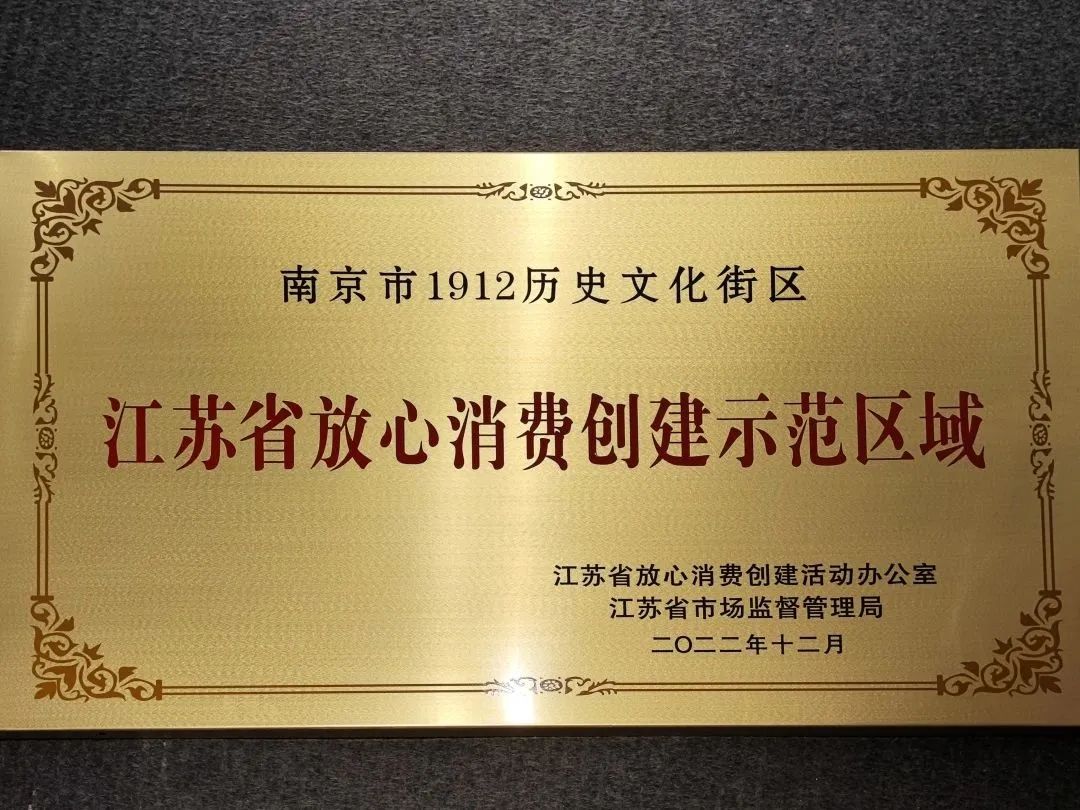 南京市1912历史文化街区
江苏省放心消费创建示范区域
江苏省放心消费创建活动办公室
江苏省市场监督管理局
二〇二二年十二月